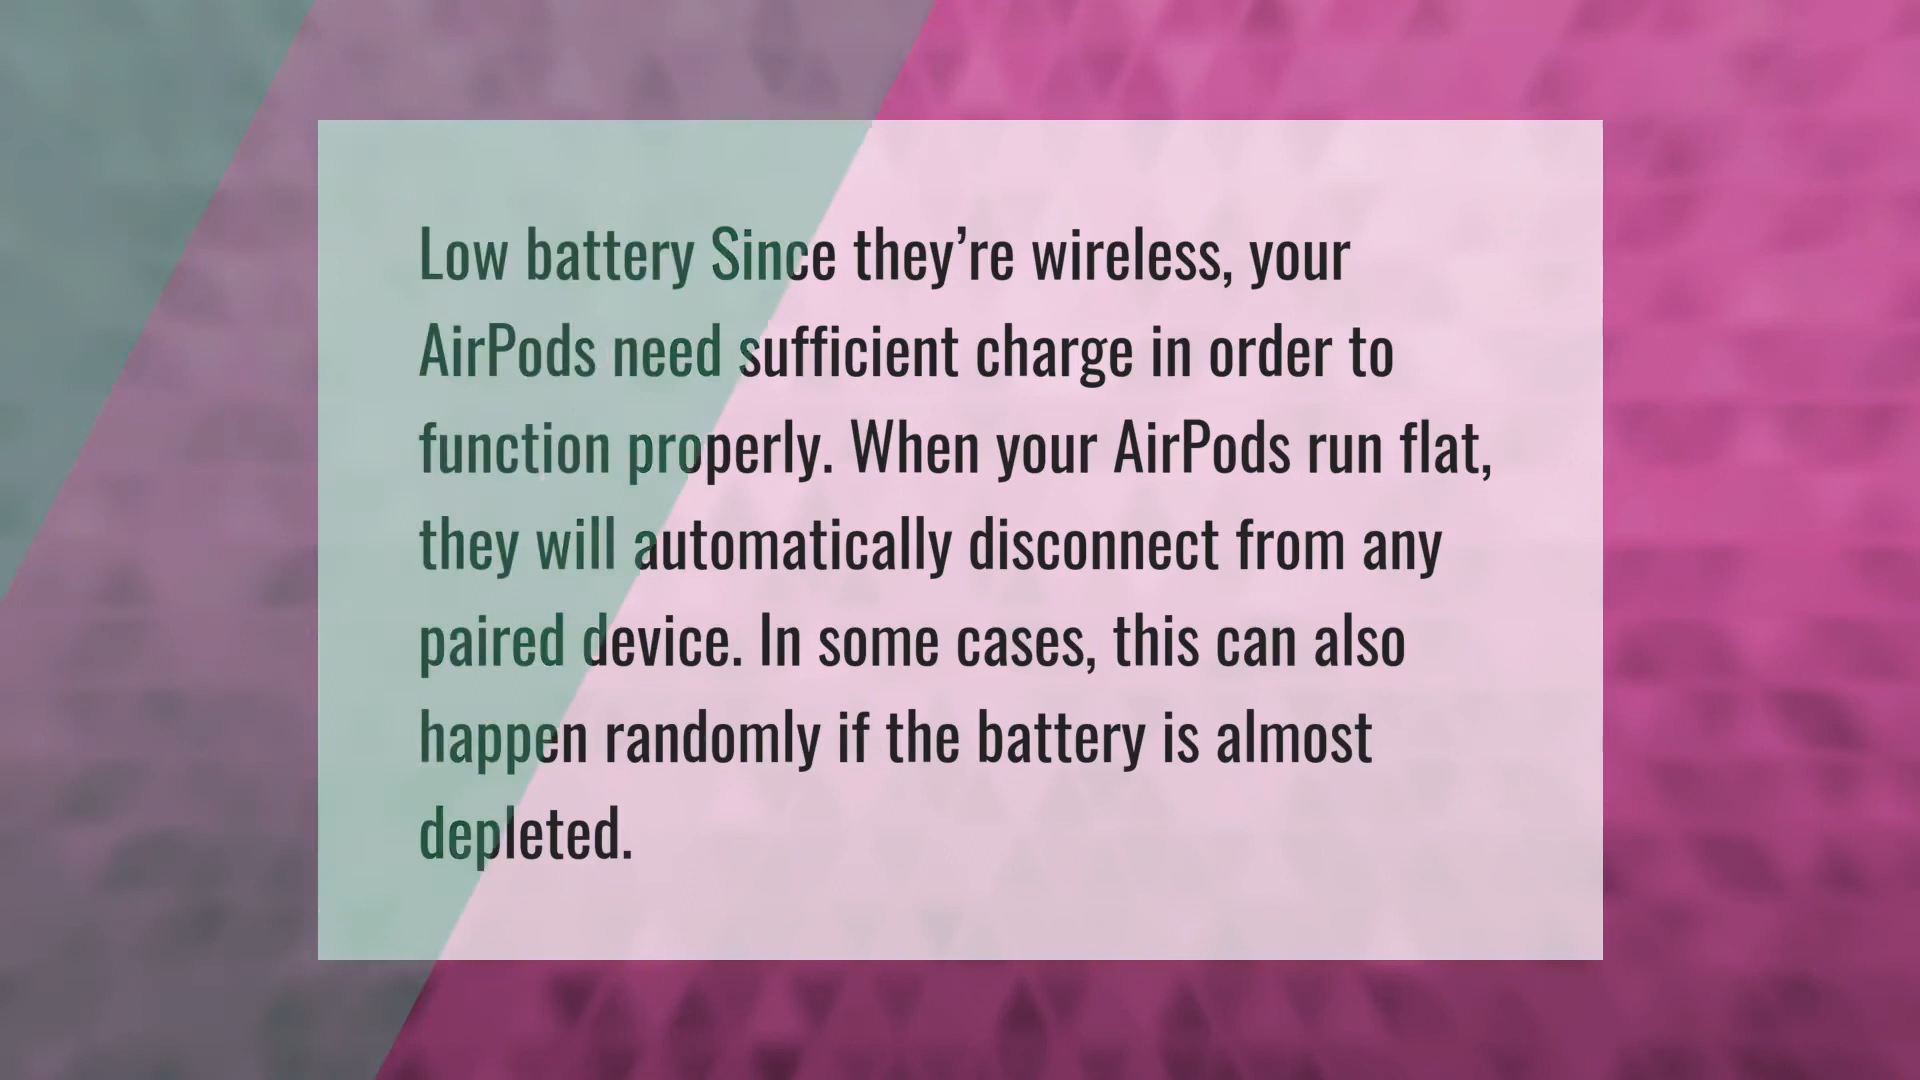 Low battery Since they’re wireless, your
AirPods need sufficient charge in order to
function properly. When your AirPods run flat,
they will automatically disconnect from any
paired device. In some cases, this can also
happen randomly if the battery is almost
depleted.